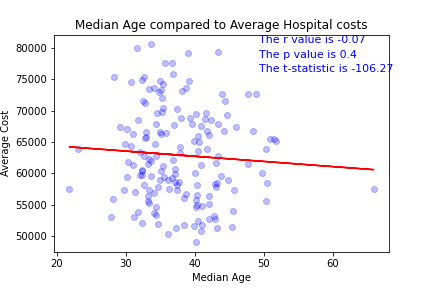 Median Age compared to Average Hospital costs
The r value is -0.07
The p value is 0.4
The t-statistic is -106.27
Average Cost
80000
75000
70000
65000
60000
55000
50000
20
30
40
50
60
Median Age